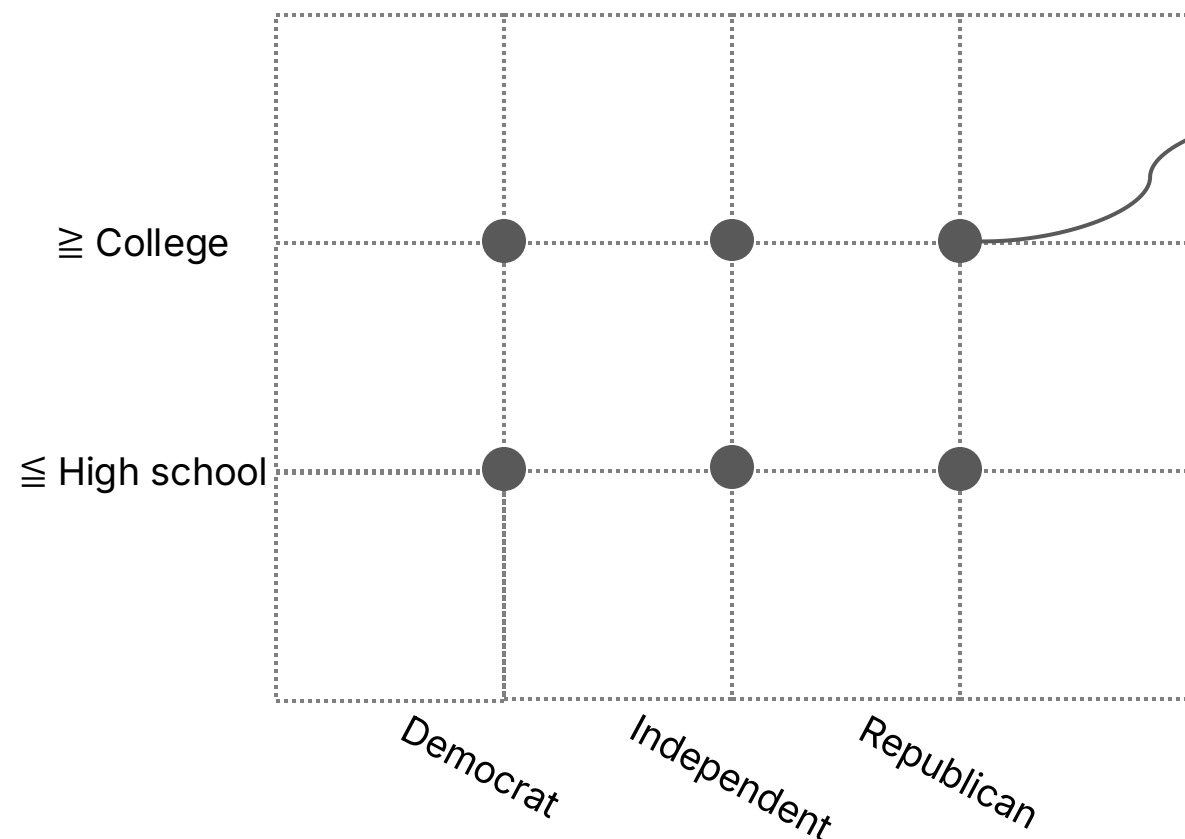 ≧ College
≦ High school
Democrat
Independent
Republican